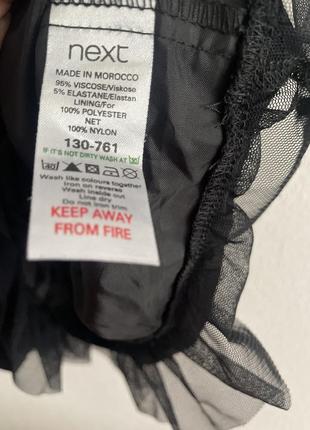 next
MADE IN MOROCCO
95% VISCOSE/Viskose
5% ELASTANE/Elastan
LINING/For
100% POLYESTER
NET
100% NYLON
130-761
IF IT'S NOT DIRTY WASH AT 30
40
Wash like colours together
Iron on reverse
Wash inside out
Line dry
Do not iron trim
KEEP AWAY
FROM FIRE